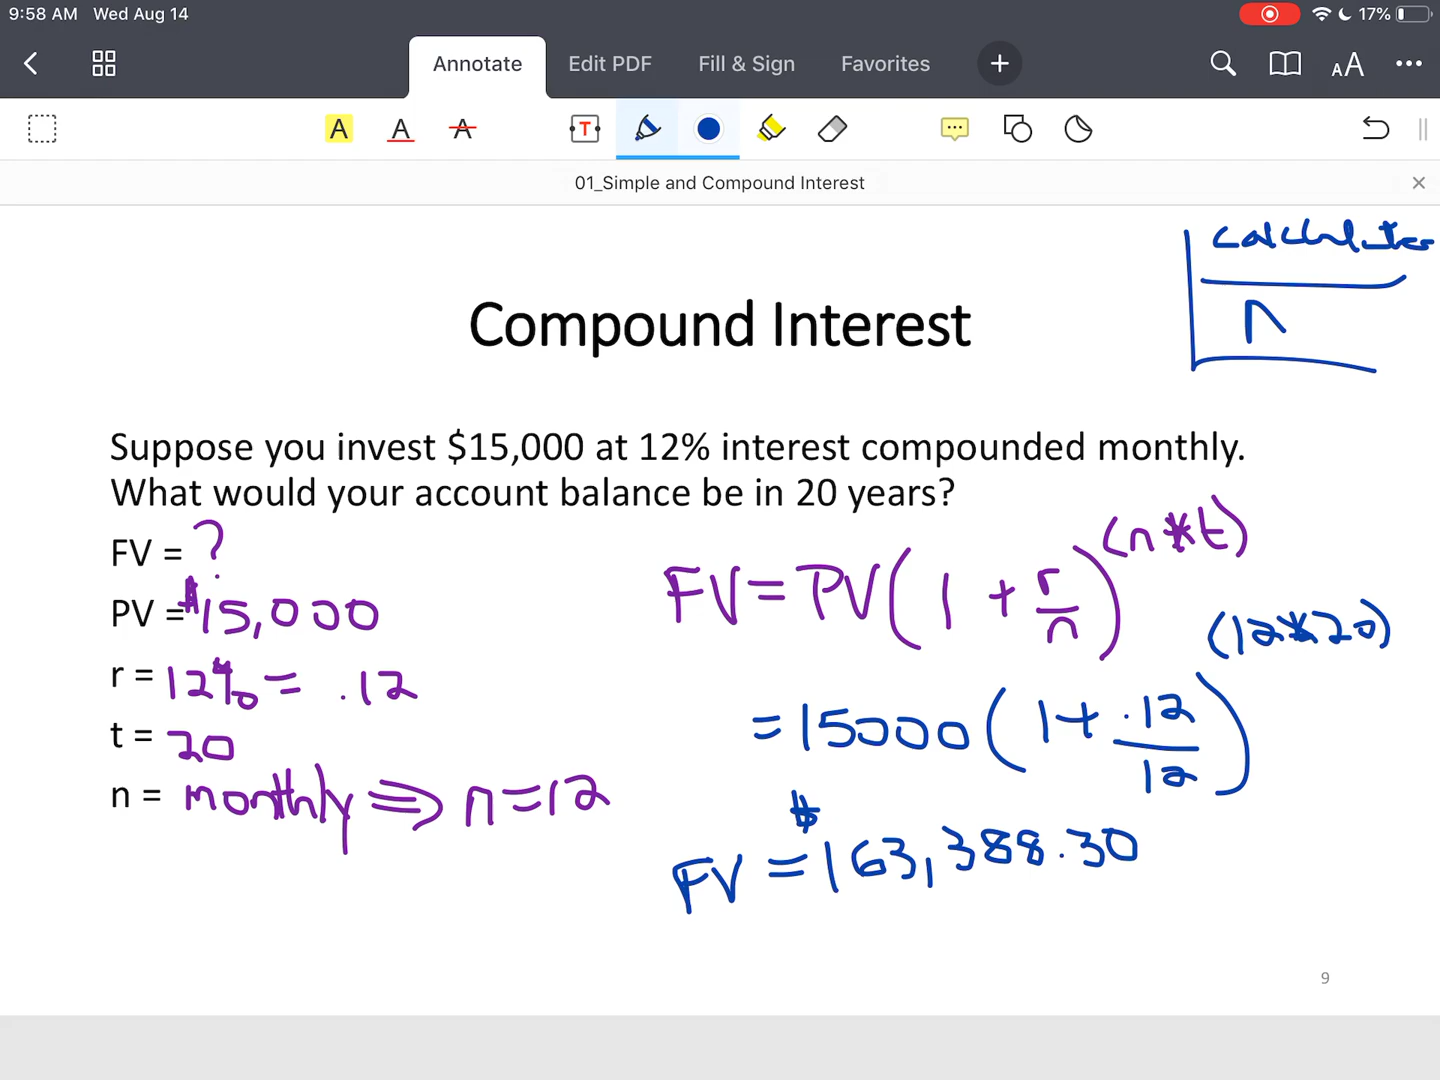 9:58 AM Wed Aug 14 17%
Annotate Edit PDF Fill & Sign Favorites
01_Simple and Compound Interest
calculator
N
Compound Interest
Suppose you invest $15,000 at 12% interest compounded monthly.
What would your account balance be in 20 years?
FV = ?
PV = $15,000
r = 12% = .12
t = 20
n = monthly ⇒ n=12
FV = PV(1 + r/n)^(n*t)
= 15000(1 + .12/12)^(12*20)
FV = $163,388.30
9